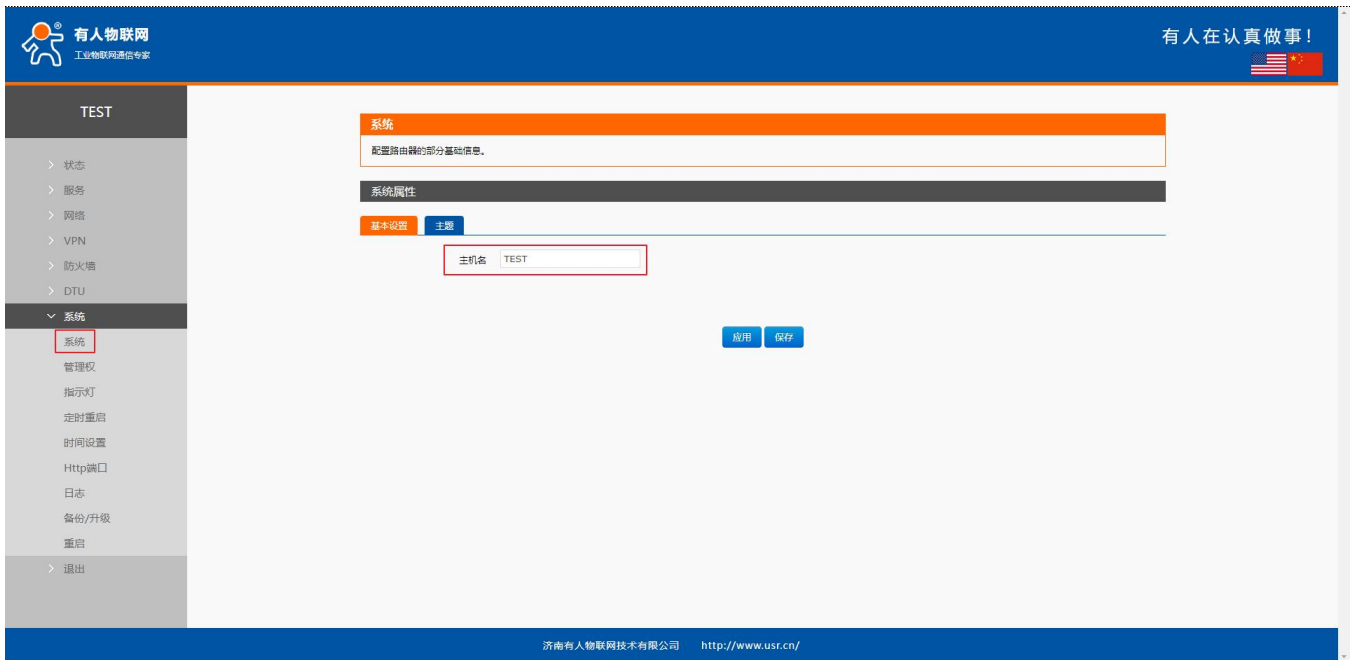 有人物联网
工业物联网通信专家
有人在认真做事!
TEST
状态
服务
网络
VPN
防火墙
DTU
系统
系统
管理权
指示灯
定时重启
时间设置
Http端口
日志
备份/升级
重启
退出
系统
配置路由器的部分基础信息。
系统属性
基本设置 主题
主机名 TEST
应用 保存
济南有人物联网技术有限公司 http://www.usr.cn/